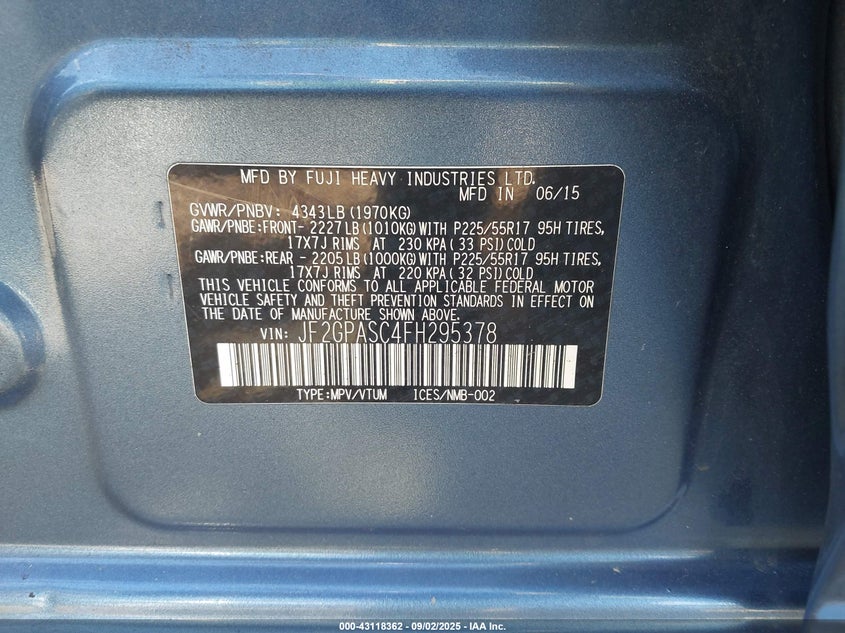 MFD BY FUJI HEAVY INDUSTRIES LTD.
MFD IN 06/15
GVWR/PNBV: 4343LB(1970KG)
GAWR/PNBE:FRONT- 2227LB(1010KG)WITH P225/55R17 95H TIRES,
17X7J RIMS AT 230 KPA(33 PSI)COLD
GAWR/PNBE:REAR - 2205LB(1000KG)WITH P225/55R17 95H TIRES,
17X7J RIMS AT 220 KPA(32 PSI)COLD
THIS VEHICLE CONFORMS TO ALL APPLICABLE FEDERAL MOTOR
VEHICLE SAFETY AND THEFT PREVENTION STANDARDS IN EFFECT ON
THE DATE OF MANUFACTURE SHOWN ABOVE.
VIN: JF2GPASC4FH295378
TYPE:MPV/VTUM ICES/NMB-002
000-43118362 - 09/02/2025 - IAA Inc.